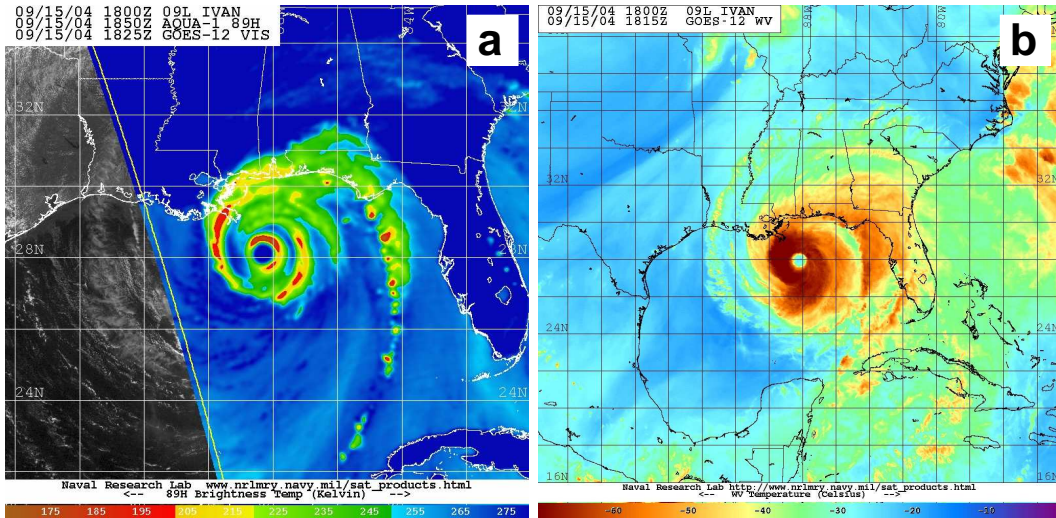 09/15/04 1800Z 09L IVAN
09/15/04 1850Z AQUA-1 89H
09/15/04 1825Z GOES-12 VIS
a
32N
28N
24N
Naval Research Lab www.nrlmry.navy.mil/sat_products.html
<-- 89H Brightness Temp (Kelvin) -->
175 185 195 205 215 225 235 245 255 265 275
09/15/04 1800Z 09L IVAN
09/15/04 1815Z GOES-12 WV
b
88W
80W
32N
24N
16N
Naval Research Lab http://www.nrlmry.navy.mil/sat_products.html
<-- WV Temperature (Celsius) -->
-60 -50 -40 -30 -20 -10